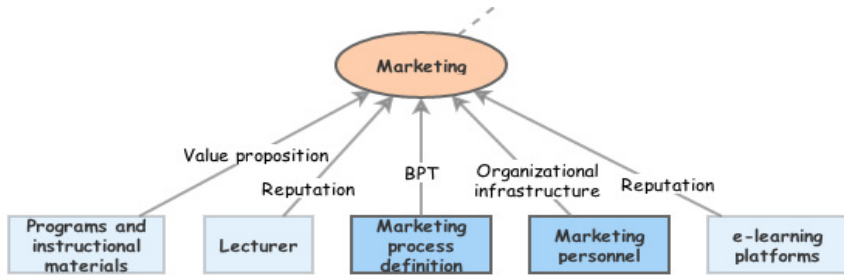 Marketing
Value proposition
Reputation
BPT
Organizational
infrastructure
Reputation
Programs and
instructional
materials
Lecturer
Marketing
process
definition
Marketing
personnel
e-learning
platforms